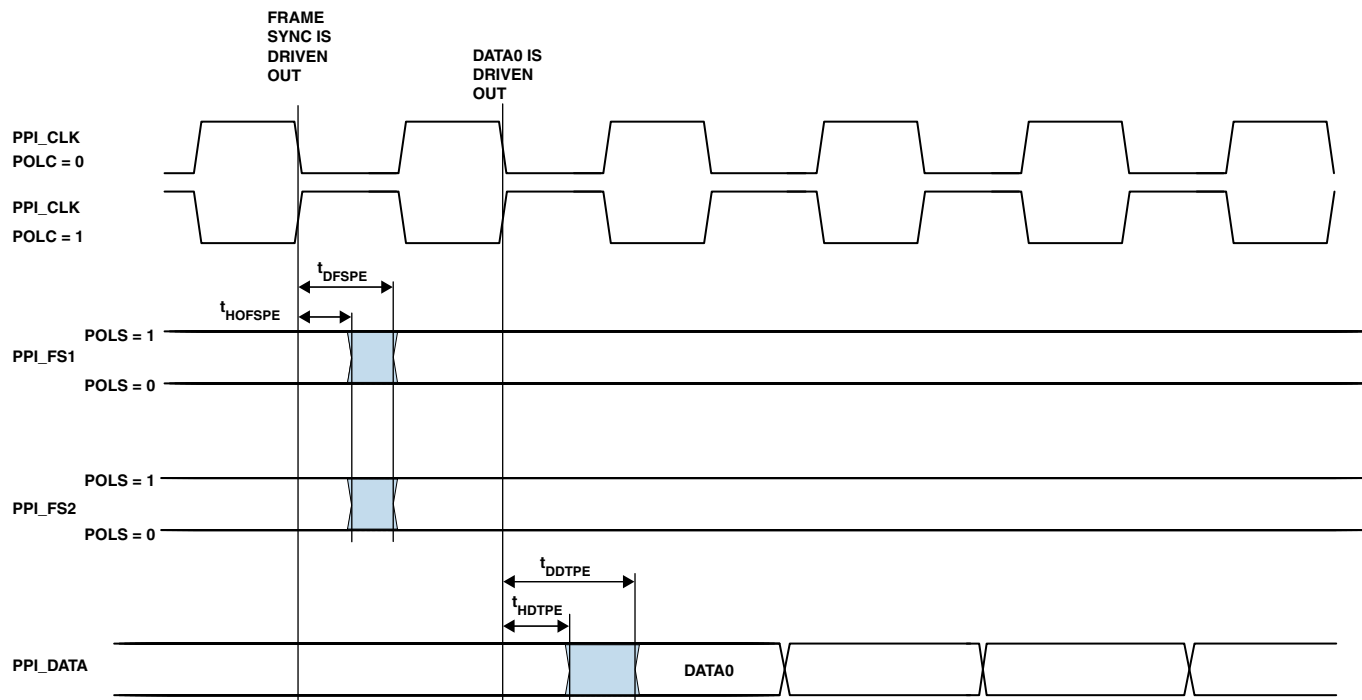 FRAME
SYNC IS
DRIVEN
OUT
DATA0 IS
DRIVEN
OUT
PPI_CLK
POLC = 0
PPI_CLK
POLC = 1
tDFSPE
tHOFSPE
POLS = 1
PPI_FS1
POLS = 0
POLS = 1
PPI_FS2
POLS = 0
tDDTPE
tHDTPE
PPI_DATA
DATA0